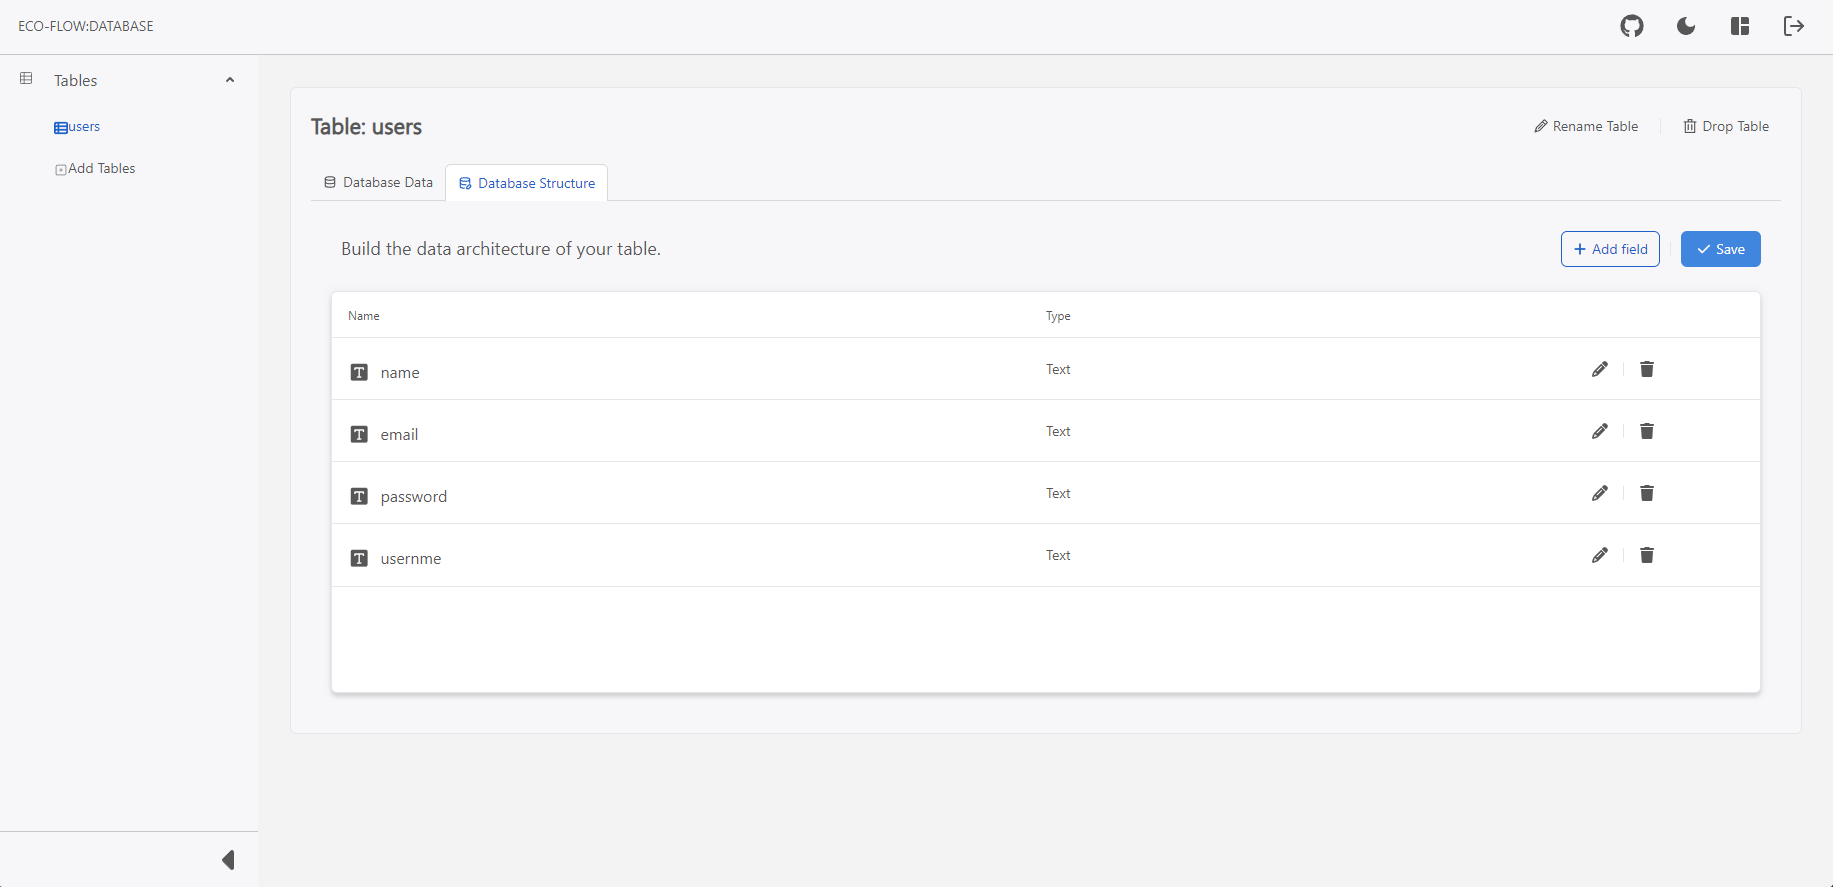 ECO-FLOW:DATABASE
Tables
users
Add Tables
Table: users
Rename Table
Drop Table
Database Data
Database Structure
Build the data architecture of your table.
Add field
Save
Name Type
name Text
email Text
password Text
usernme Text